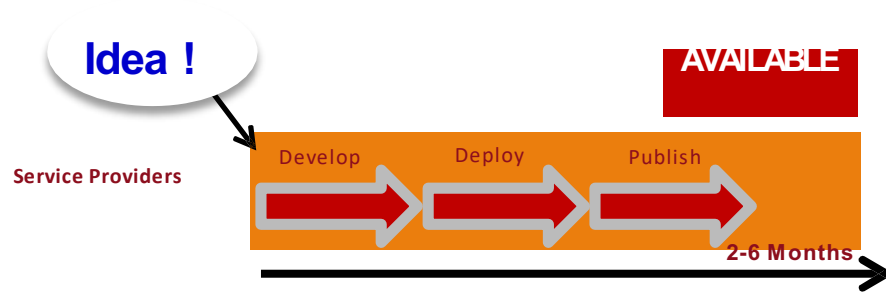 Idea !
AVAILABLE
Develop
Deploy
Publish
Service Providers
2-6 Months